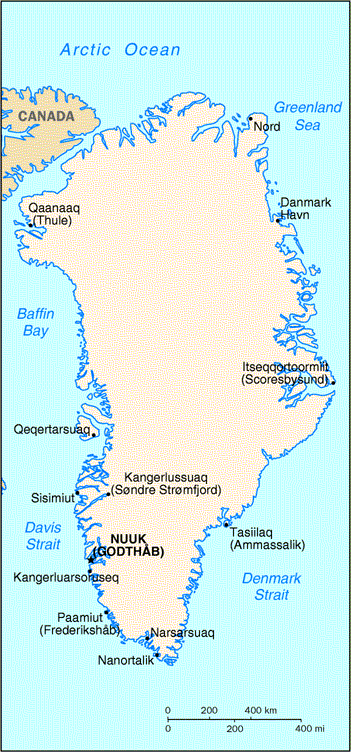 Arctic Ocean
CANADA
Greenland
Sea
Nord
Qaanaaq
(Thule)
Danmark
Havn
Baffin
Bay
Itseqqortoormiit
(Scoresbysund)
Qeqertarsuaq
Kangerlussuaq
(Søndre Strømfjord)
Sisimiut
Davis
Strait
NUUK
(GODTHÅB)
Tasiilaq
(Ammassalik)
Kangerluarsoruseq
Denmark
Strait
Paamiut
(Frederikshåb)
Narsarsuaq
Nanortalik
0 200 400 km
0 200 400 mi